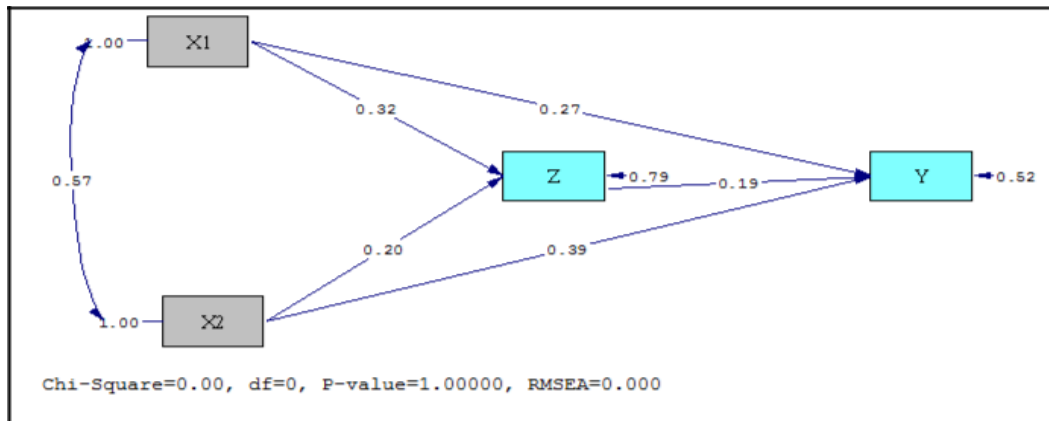 1.00 X1
0.32 0.27
0.57 Z 0.79 0.19 Y 0.52
0.20 0.39
1.00 X2
Chi-Square=0.00, df=0, P-value=1.00000, RMSEA=0.000